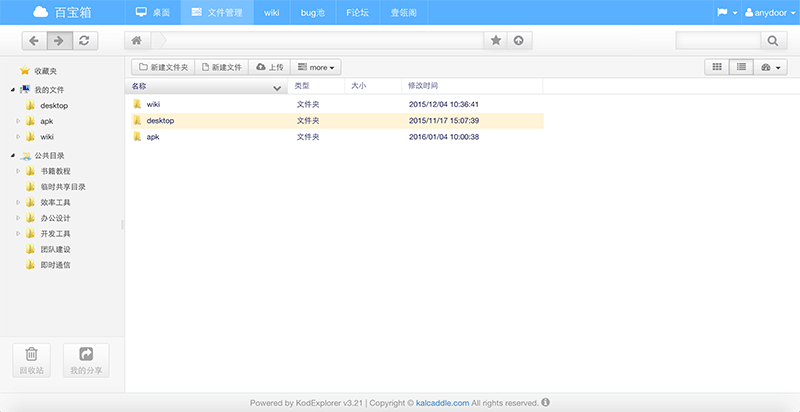 百宝箱 桌面 文件管理 wiki bug池 F论坛 壹领阁 anydoor
新建文件夹 新建文件 上传 more
名称 类型 大小 修改时间
wiki 文件夹 2015/12/04 10:36:41
desktop 文件夹 2015/11/17 15:07:39
apk 文件夹 2016/01/04 10:00:38
收藏夹
我的文件
desktop
apk
wiki
公共目录
书籍教程
临时共享目录
效率工具
办公设计
开发工具
团队建设
即时通信
回收站 我的分享
Powered by KodExplorer v3.21 | Copyright © kalcaddle.com All rights reserved.